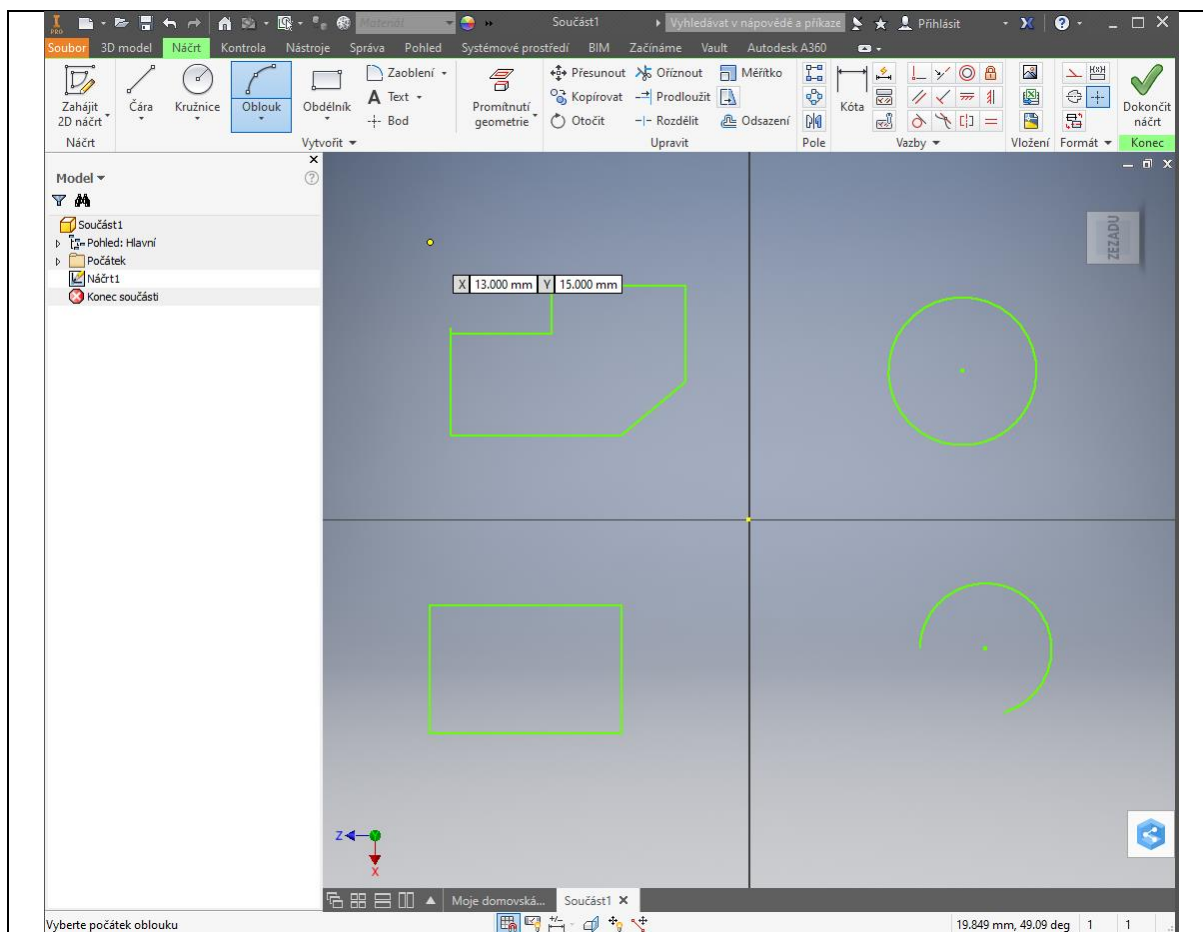 I PRO Materiál Součást1 Vyhledávat v nápovědě a příkaze Přihlásit
Soubor 3D model Náčrt Kontrola Nástroje Správa Pohled Systémové prostředí BIM Začínáme Vault Autodesk A360
Zahájit 2D náčrt
Čára
Kružnice
Oblouk
Obdélník
Zaoblení
A Text
Bod
Promítnutí geometrie
Přesunout Oříznout Měřítko
Kopírovat Prodloužit
Otočit Rozdělit Odsazení
Kóta
Dokončit náčrt
Náčrt Vytvořit Upravit Pole Vazby Vložení Formát Konec
Model
Součást1
Pohled: Hlavní
Počátek
Náčrt1
Konec součásti
X 13.000 mm Y 15.000 mm
ZEZADU
Z
X
Moje domovská... Součást1
Vyberte počátek oblouku 19.849 mm, 49.09 deg 1 1